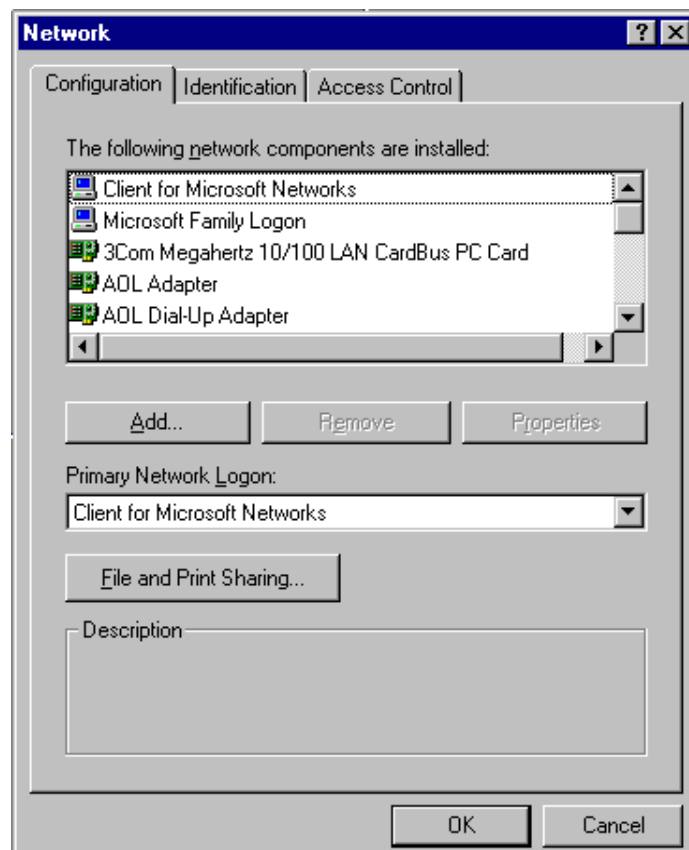 Network
Configuration Identification Access Control
The following network components are installed:
Client for Microsoft Networks
Microsoft Family Logon
3Com Megahertz 10/100 LAN CardBus PC Card
AOL Adapter
AOL Dial-Up Adapter
Add... Remove Properties
Primary Network Logon:
Client for Microsoft Networks
File and Print Sharing...
Description
OK Cancel